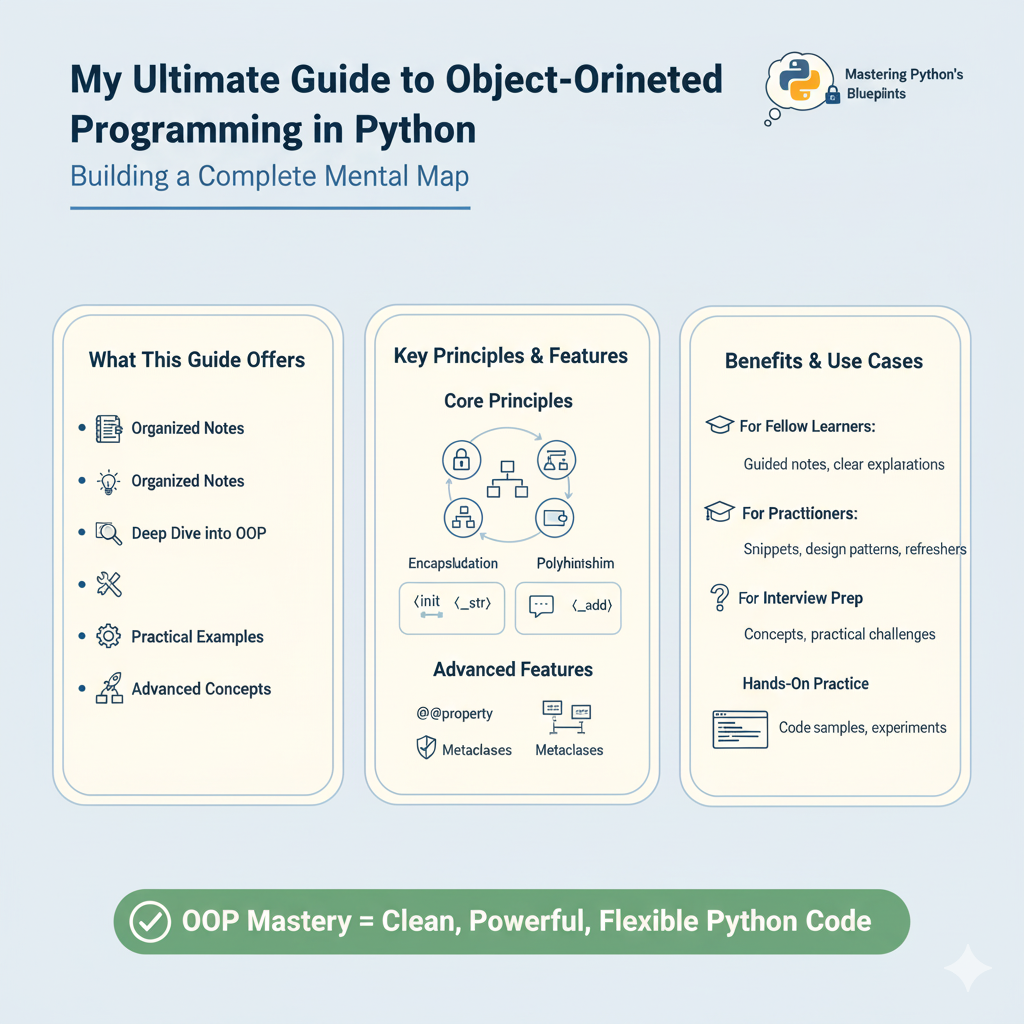 My Ultimate Guide to Object-Orineted
Programming in Python
Building a Complete Mental Map
Mastering Python's
Bluepliints
What This Guide Offers
Organized Notes
Organized Notes
Deep Dive into OOP
Practical Examples
Advanced Concepts
Key Principles & Features
Core Principles
Encapsludation Polyhintshim
⟨init ⟨_str⟩ ⟨_add⟩
Advanced Features
@@property
Metaclases Metaclases
Benefits & Use Cases
For Fellow Learners:
Guided notes, clear explarations
For Practtioners:
Snippets, design patterns, refreshers
For Interview Prep
Concepts, practical challenges
Hands-On Practice
Code samples, experiments
OOP Mastery = Clean, Powerful, Flexible Python Code